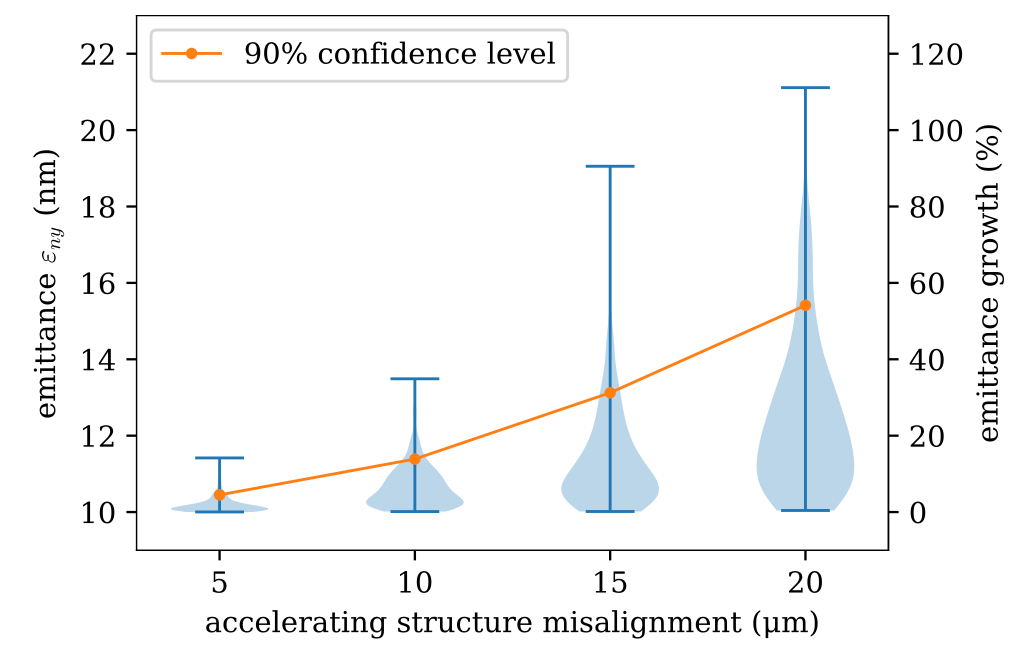 90% confidence level
22
20
18
16
14
12
10
emittance εny (nm)
120
100
80
60
40
20
0
emittance growth (%)
5 10 15 20
accelerating structure misalignment (μm)